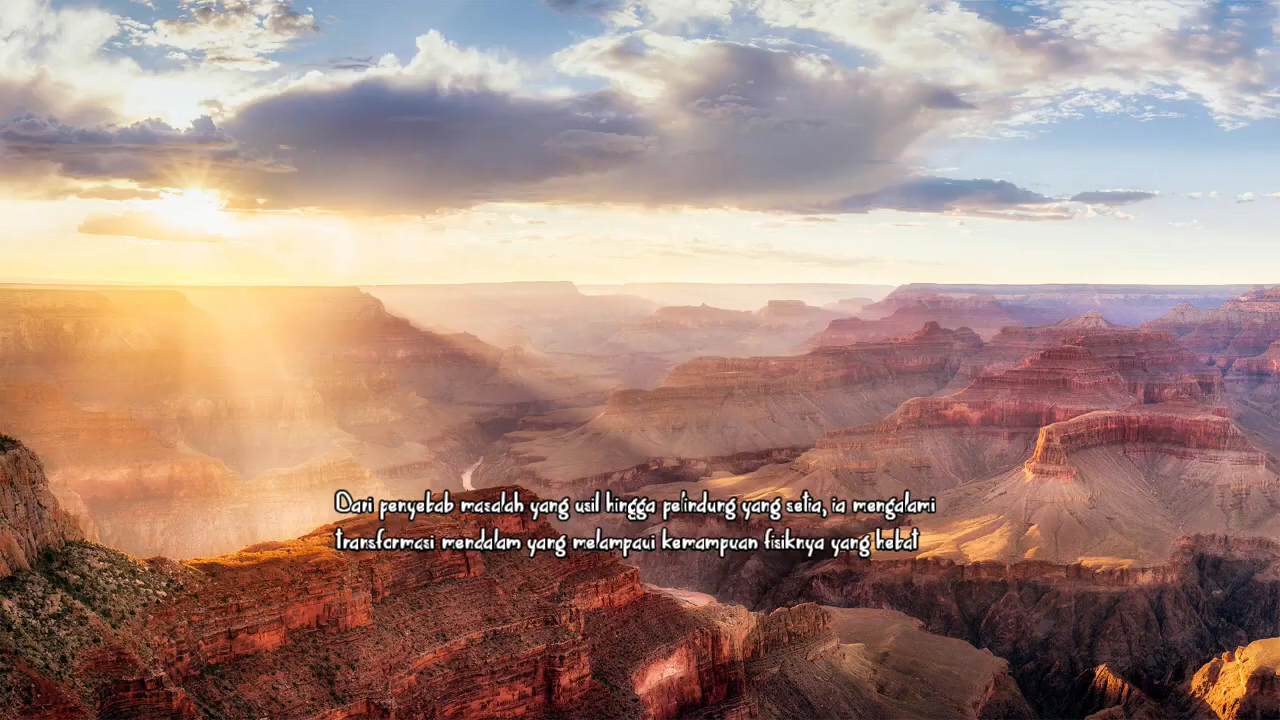 Dari penyebab masalah yang usil hingga pelindung yang setia, ia mengalami
transformasi mendalam yang melampaui kemampuan fisiknya yang hebat